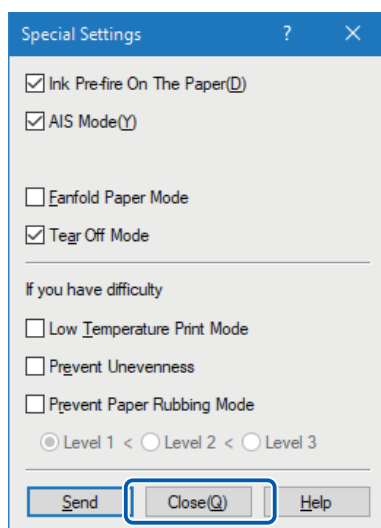 Special Settings ? ×
Ink Pre-fire On The Paper(D)
AIS Mode(Y)
Fanfold Paper Mode
Tear Off Mode
If you have difficulty
Low Temperature Print Mode
Prevent Unevenness
Prevent Paper Rubbing Mode
Level 1 < Level 2 < Level 3
Send Close(Q) Help